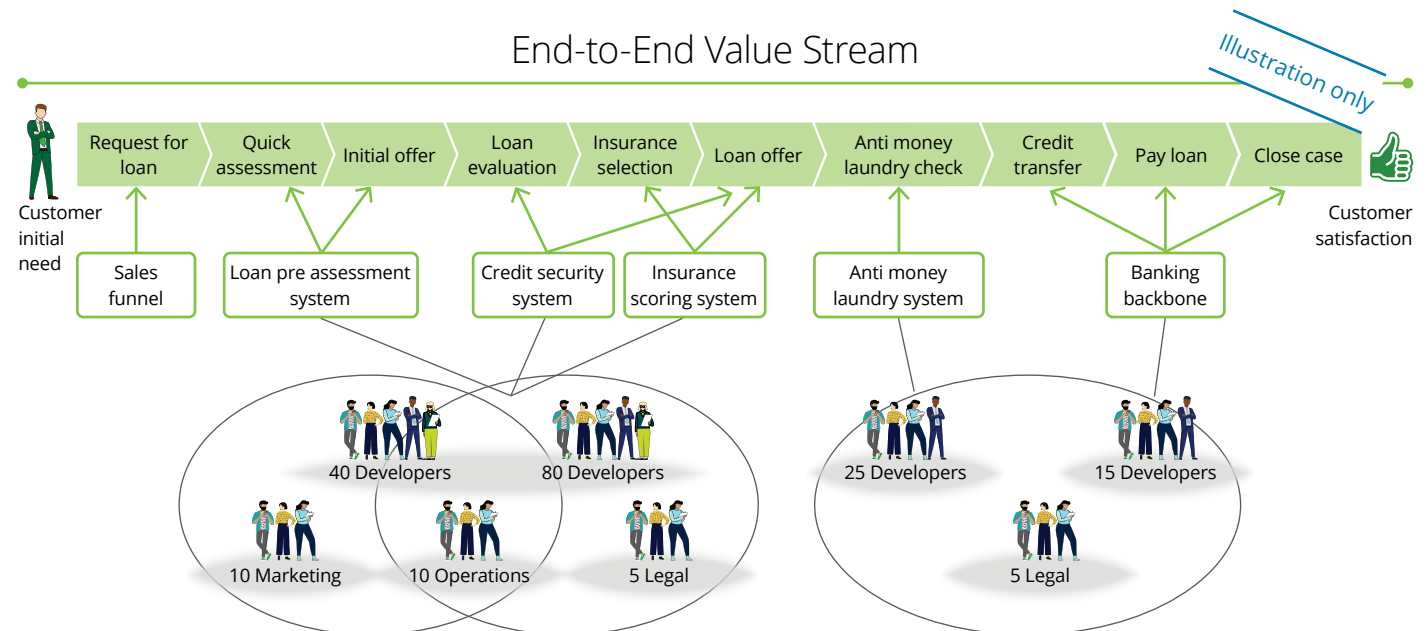 End-to-End Value Stream
Illustration only
Request for
loan
Quick
assessment
Initial offer
Loan
evaluation
Insurance
selection
Loan offer
Anti money
laundry check
Credit
transfer
Pay loan
Close case
Customer
initial
need
Customer
satisfaction
Sales
funnel
Loan pre assessment
system
Credit security
system
Insurance
scoring system
Anti money
laundry system
Banking
backbone
40 Developers
80 Developers
25 Developers
15 Developers
10 Marketing
10 Operations
5 Legal
5 Legal